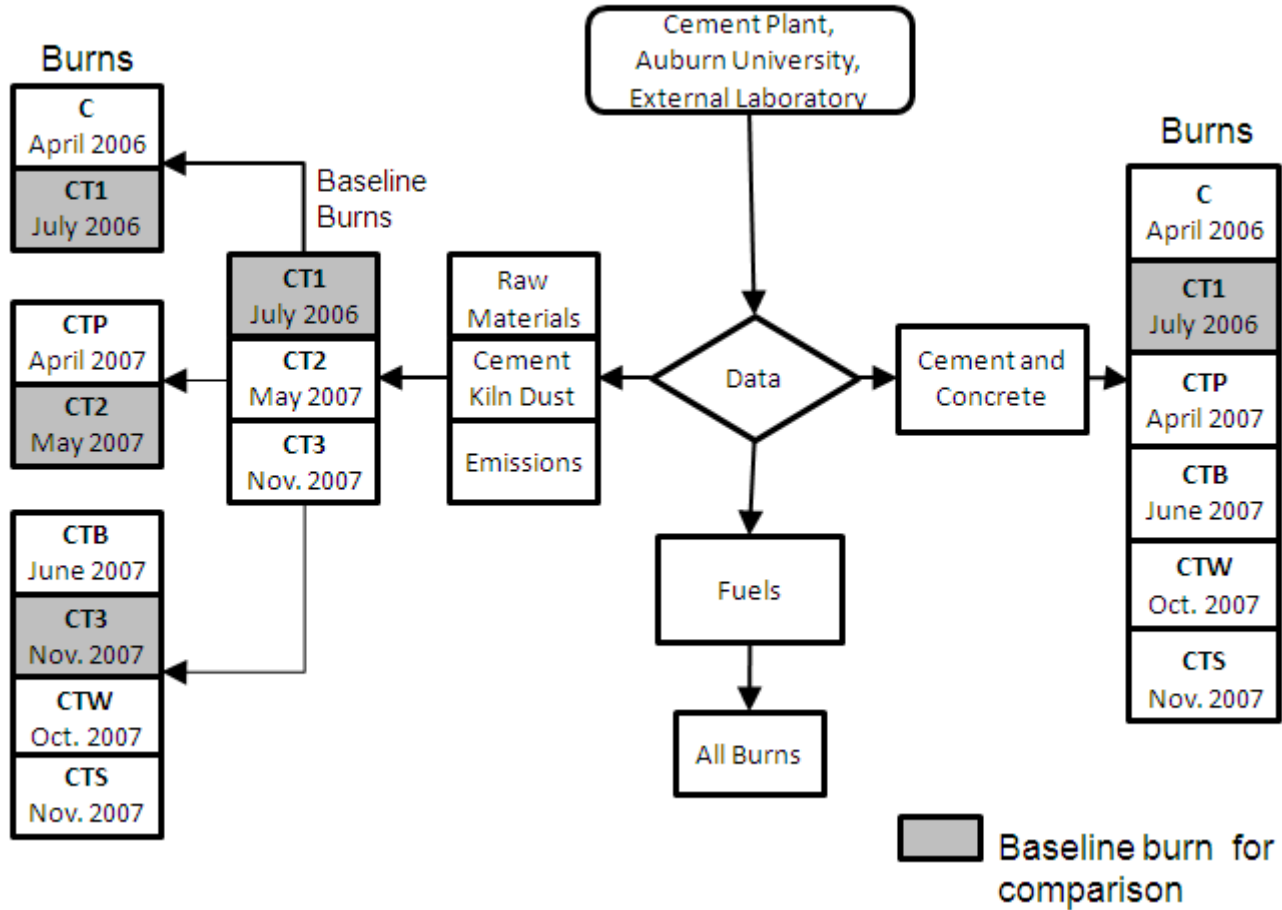 Cement Plant,
Auburn University,
External Laboratory
Burns
C
April 2006
CT1
July 2006
CTP
April 2007
CT2
May 2007
CTB
June 2007
CT3
Nov. 2007
CTW
Oct. 2007
CTS
Nov. 2007
Baseline
Burns
CT1
July 2006
CT2
May 2007
CT3
Nov. 2007
Raw
Materials
Cement
Kiln Dust
Emissions
Data
Fuels
All Burns
Cement and
Concrete
Burns
C
April 2006
CT1
July 2006
CTP
April 2007
CTB
June 2007
CTW
Oct. 2007
CTS
Nov. 2007
Baseline burn for
comparison